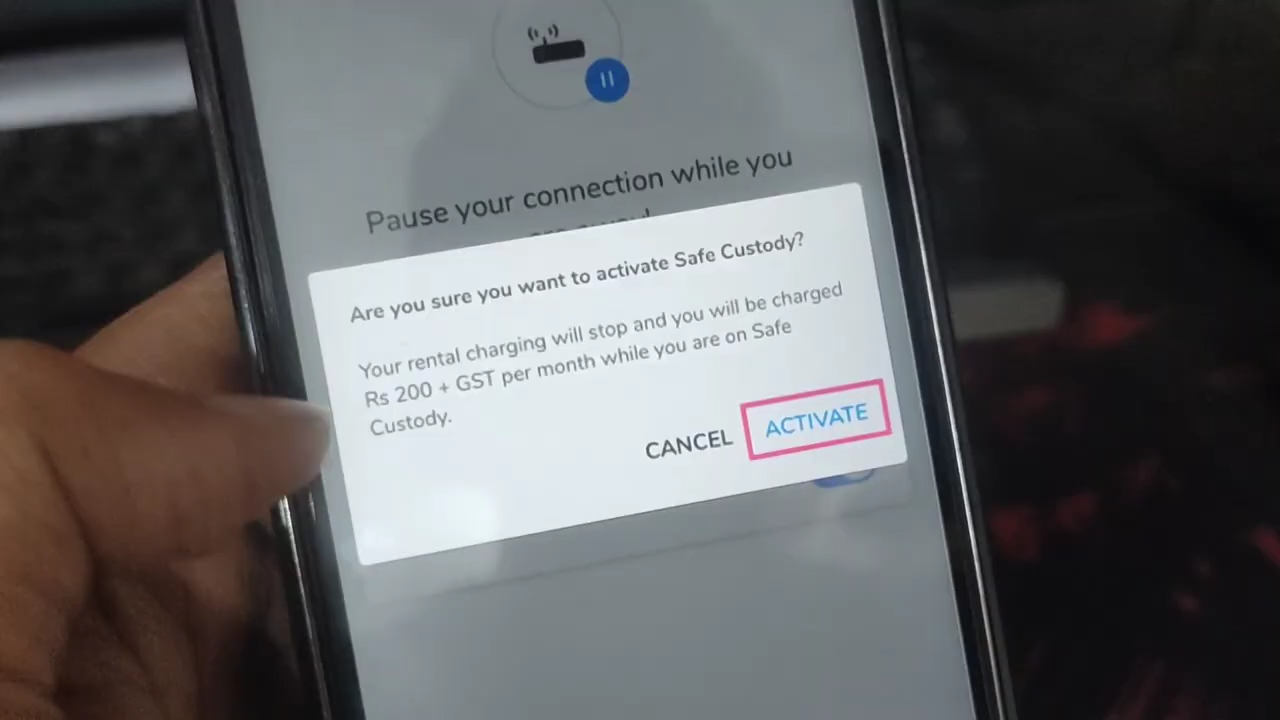 Pause your connection while you
Are you sure you want to activate Safe Custody?
Your rental charging will stop and you will be charged
Rs 200 + GST per month while you are on Safe
Custody.
CANCEL ACTIVATE